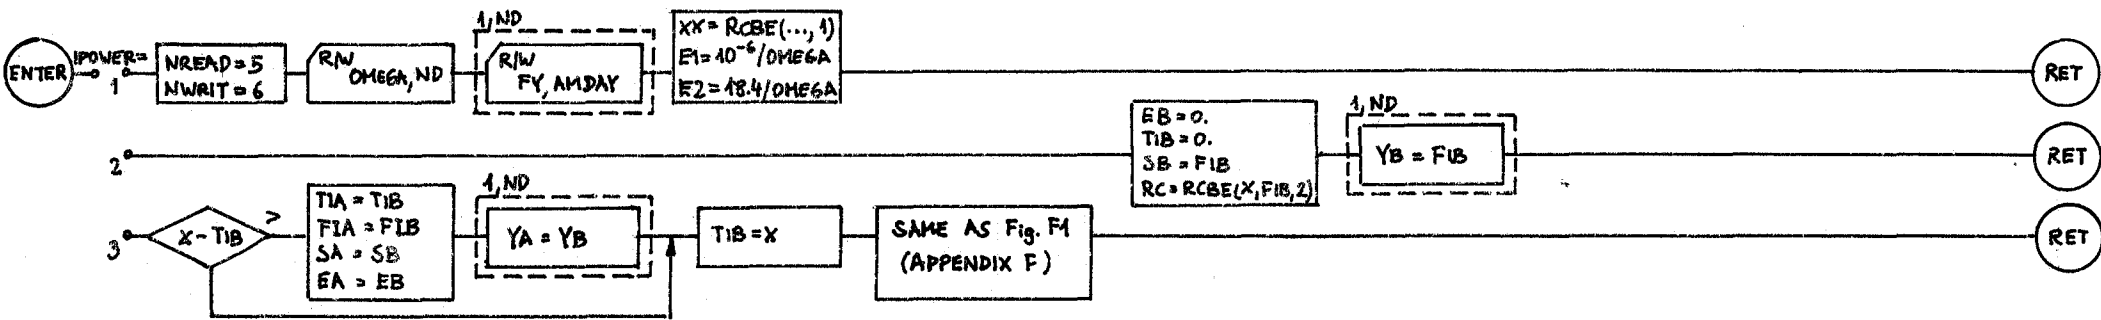 ENTER
IPOWER=
1
NREAD=5
NWRIT=6
R/W
OMEGA, ND
1, ND
R/W
FY, AMDAY
XX= RCBE(..., 1)
E1=10⁻⁶/OMEGA
E2=18.4/OMEGA
RET
2
EB=0.
TIB=0.
SB=FIB
RC=RCBE(X,FIB,2)
1, ND
YB=FIB
RET
3
X-TIB
>
TIA=TIB
FIA=FIB
SA=SB
EA=EB
1, ND
YA=YB
TIB=X
SAME AS Fig. F1
(APPENDIX F)
RET